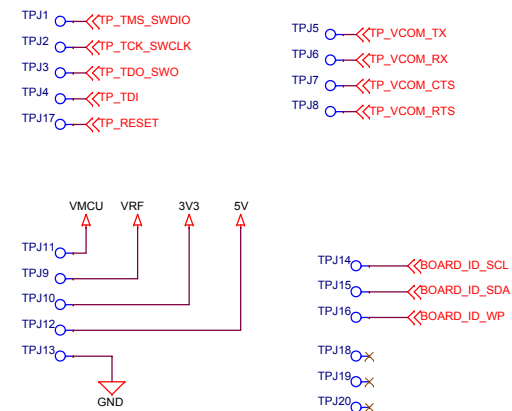 TPJ1 TP_TMS_SWDIO
TPJ2 TP_TCK_SWCLK
TPJ3 TP_TDO_SWO
TPJ4 TP_TDI
TPJ17 TP_RESET
TPJ5 TP_VCOM_TX
TPJ6 TP_VCOM_RX
TPJ7 TP_VCOM_CTS
TPJ8 TP_VCOM_RTS
VMCU VRF 3V3 5V
TPJ11
TPJ9
TPJ10
TPJ12
TPJ13
GND
TPJ14 BOARD_ID_SCL
TPJ15 BOARD_ID_SDA
TPJ16 BOARD_ID_WP
TPJ18
TPJ19
TPJ20